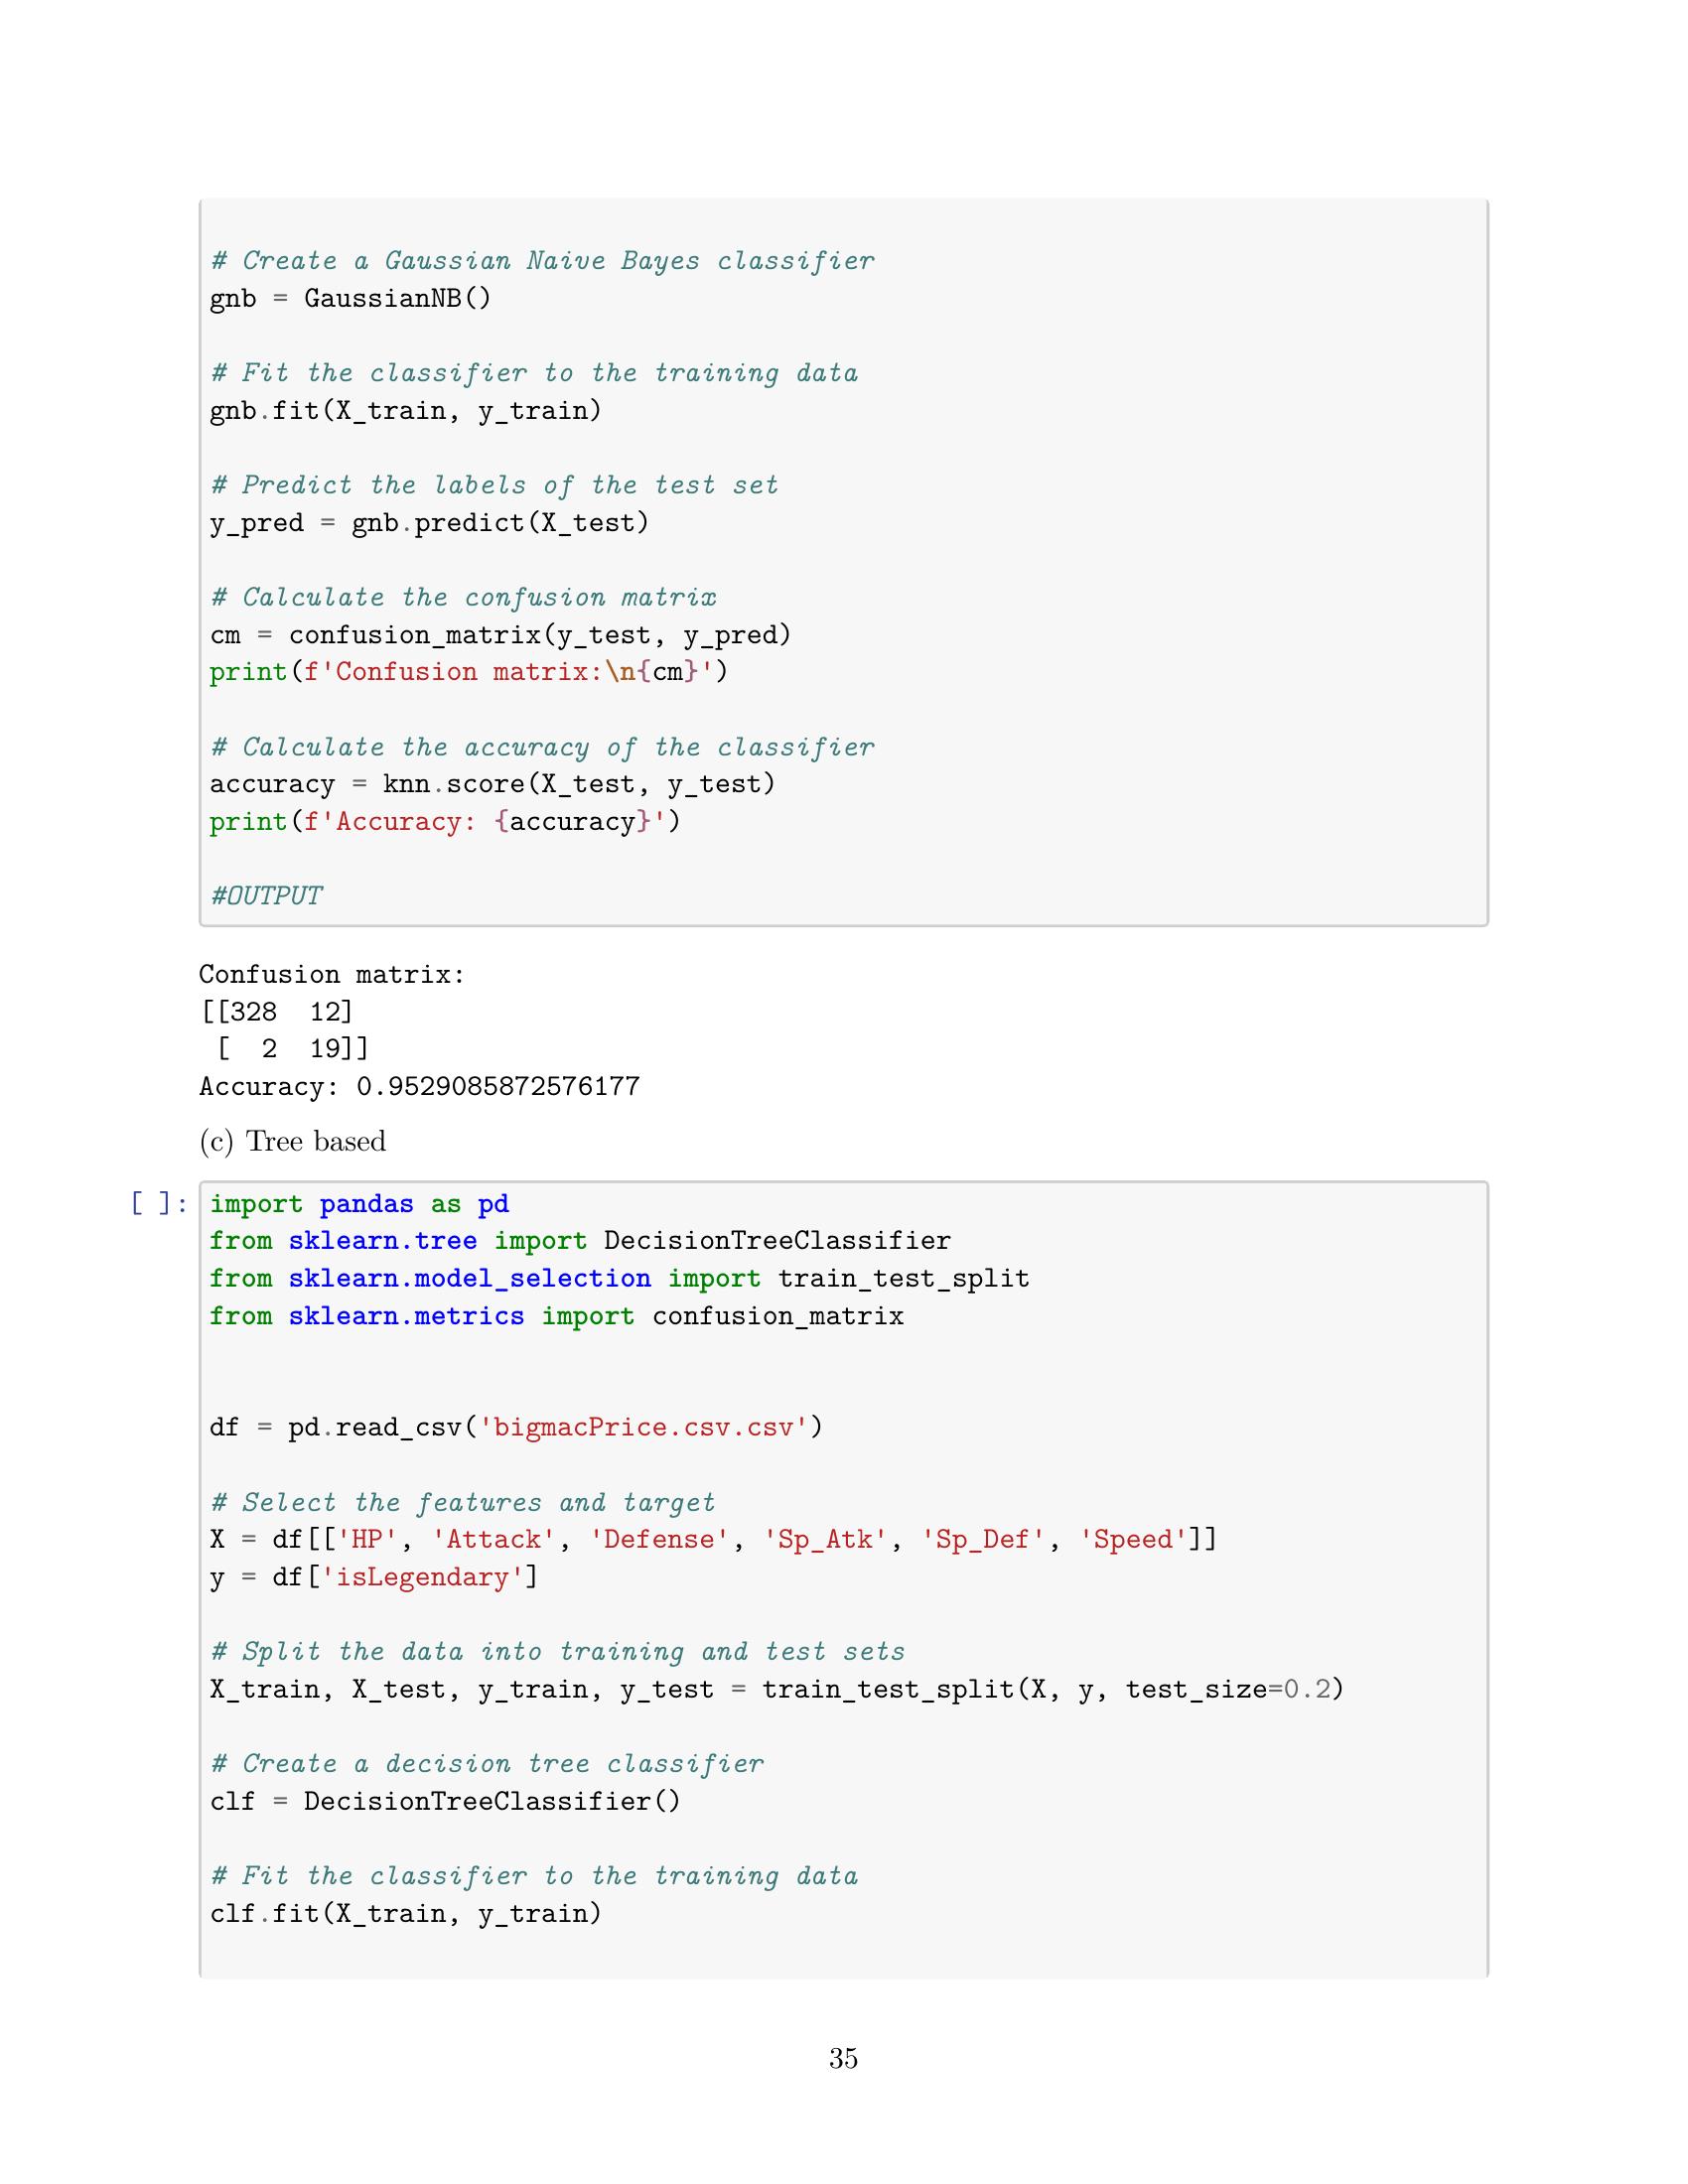 # Create a Gaussian Naive Bayes classifier
gnb = GaussianNB()
# Fit the classifier to the training data
gnb.fit(X_train, y_train)
# Predict the labels of the test set
y_pred = gnb.predict(X_test)
# Calculate the confusion matrix
cm = confusion_matrix(y_test, y_pred)
print(f'Confusion matrix:\n{cm}')
# Calculate the accuracy of the classifier
accuracy = knn.score(X_test, y_test)
print(f'Accuracy: {accuracy}')
#OUTPUT
Confusion matrix:
[[328  12]
 [  2  19]]
Accuracy: 0.9529085872576177
(c) Tree based
[ ]: import pandas as pd
from sklearn.tree import DecisionTreeClassifier
from sklearn.model_selection import train_test_split
from sklearn.metrics import confusion_matrix
df = pd.read_csv('bigmacPrice.csv.csv')
# Select the features and target
X = df[['HP', 'Attack', 'Defense', 'Sp_Atk', 'Sp_Def', 'Speed']]
y = df['isLegendary']
# Split the data into training and test sets
X_train, X_test, y_train, y_test = train_test_split(X, y, test_size=0.2)
# Create a decision tree classifier
clf = DecisionTreeClassifier()
# Fit the classifier to the training data
clf.fit(X_train, y_train)
35